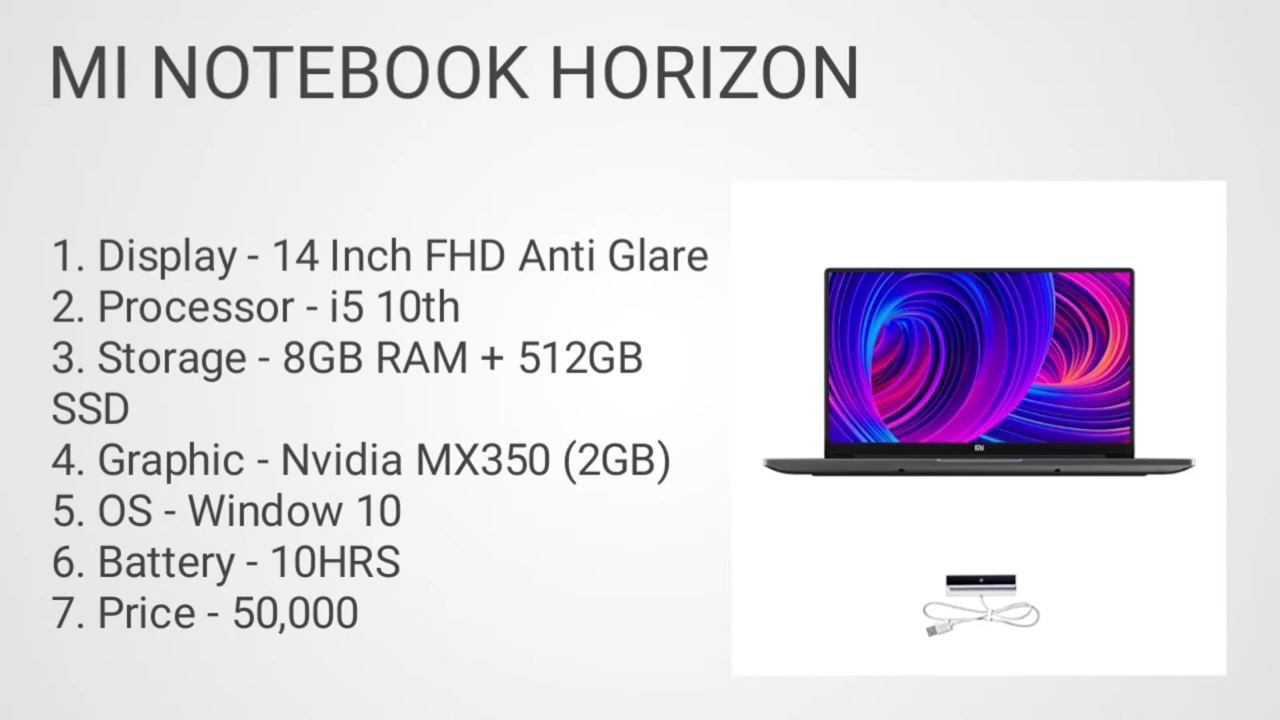 MI NOTEBOOK HORIZON
1. Display - 14 Inch FHD Anti Glare
2. Processor - i5 10th
3. Storage - 8GB RAM + 512GB
SSD
4. Graphic - Nvidia MX350 (2GB)
5. OS - Window 10
6. Battery - 10HRS
7. Price - 50,000
mi